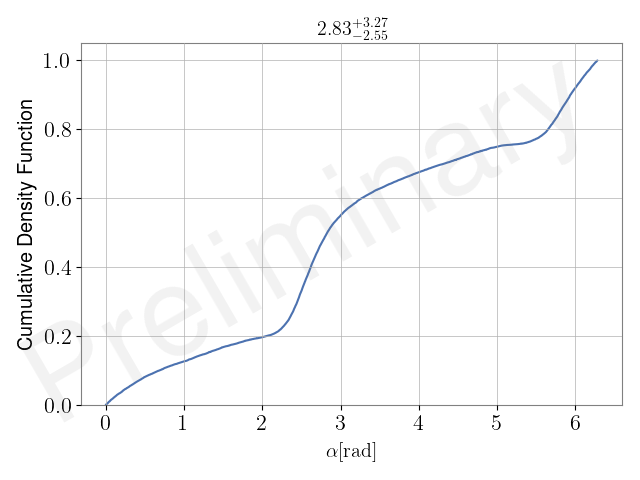 2.83^{+3.27}_{-2.55}
1.0
0.8
0.6
0.4
0.2
0.0
Cumulative Density Function
Preliminary
0 1 2 3 4 5 6
α[rad]